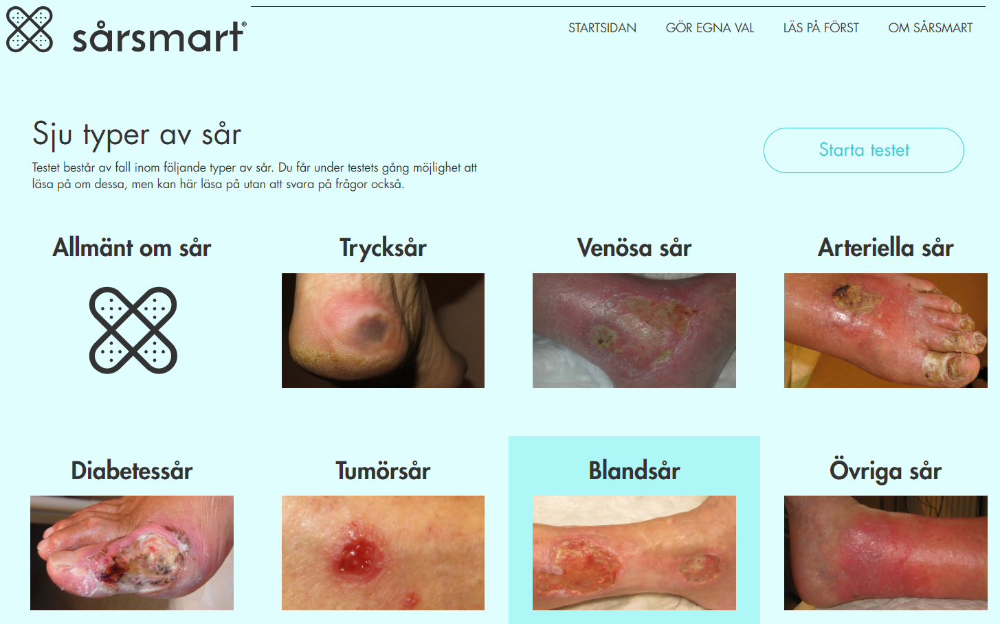 sårsmart®
STARTSIDAN
GÖR EGNA VAL
LÄS PÅ FÖRST
OM SÅRSMART
Sju typer av sår
Testet består av fall inom följande typer av sår. Du får under testets gång möjlighet att
läsa på om dessa, men kan här läsa på utan att svara på frågor också.
Starta testet
Allmänt om sår
Trycksår
Venösa sår
Arteriella sår
Diabetessår
Tumörsår
Blandsår
Övriga sår